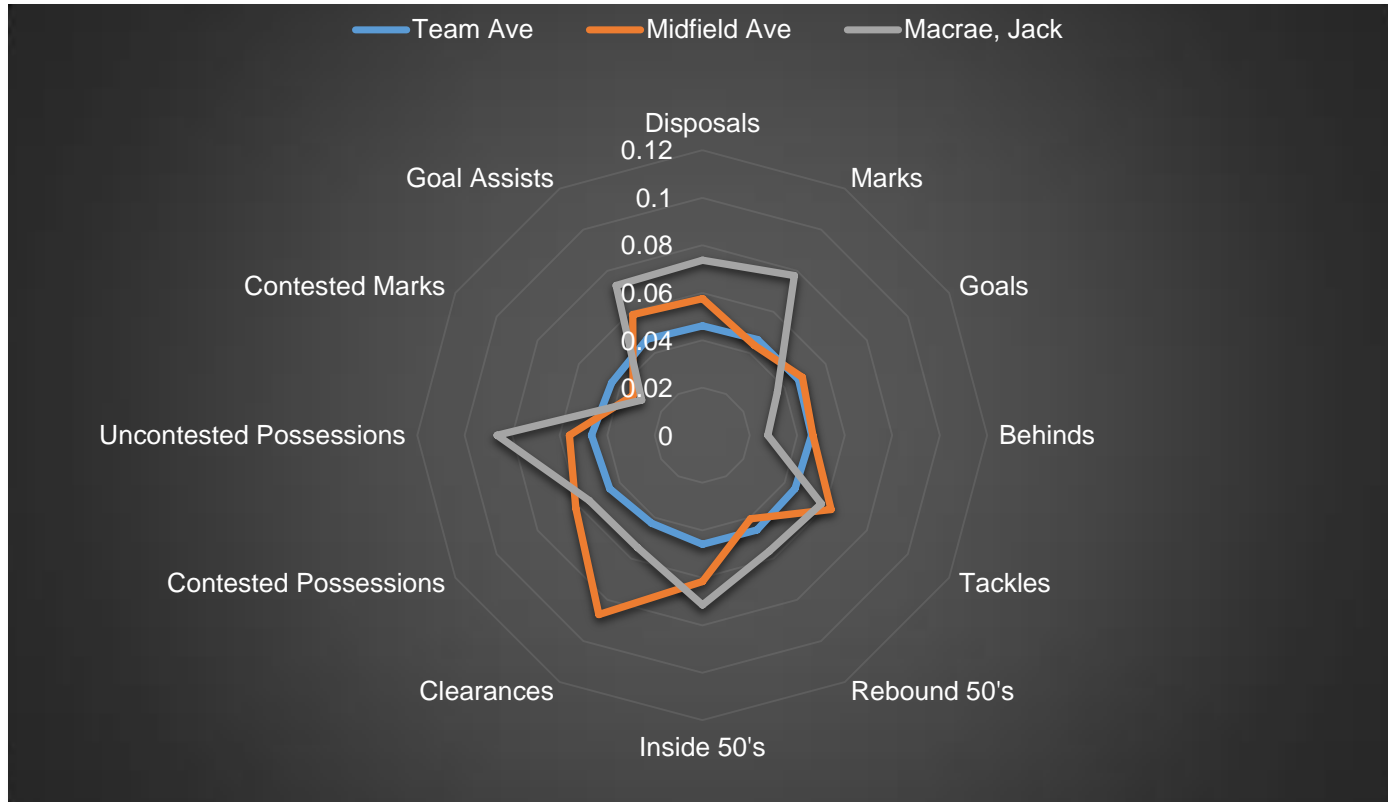 Team Ave Midfield Ave Macrae, Jack
Disposals
0.12
Goal Assists Marks
0.1
0.08
Contested Marks Goals
0.06
0.04
0.02
Uncontested Possessions 0 Behinds
Contested Possessions Tackles
Clearances Rebound 50's
Inside 50's